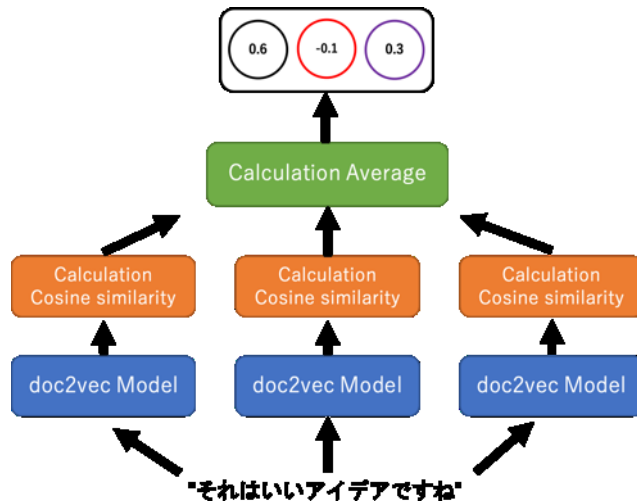 0.6 -0.1 0.3
Calculation Average
Calculation
Cosine similarity
Calculation
Cosine similarity
Calculation
Cosine similarity
doc2vec Model
doc2vec Model
doc2vec Model
"それはいいアイデアですね"